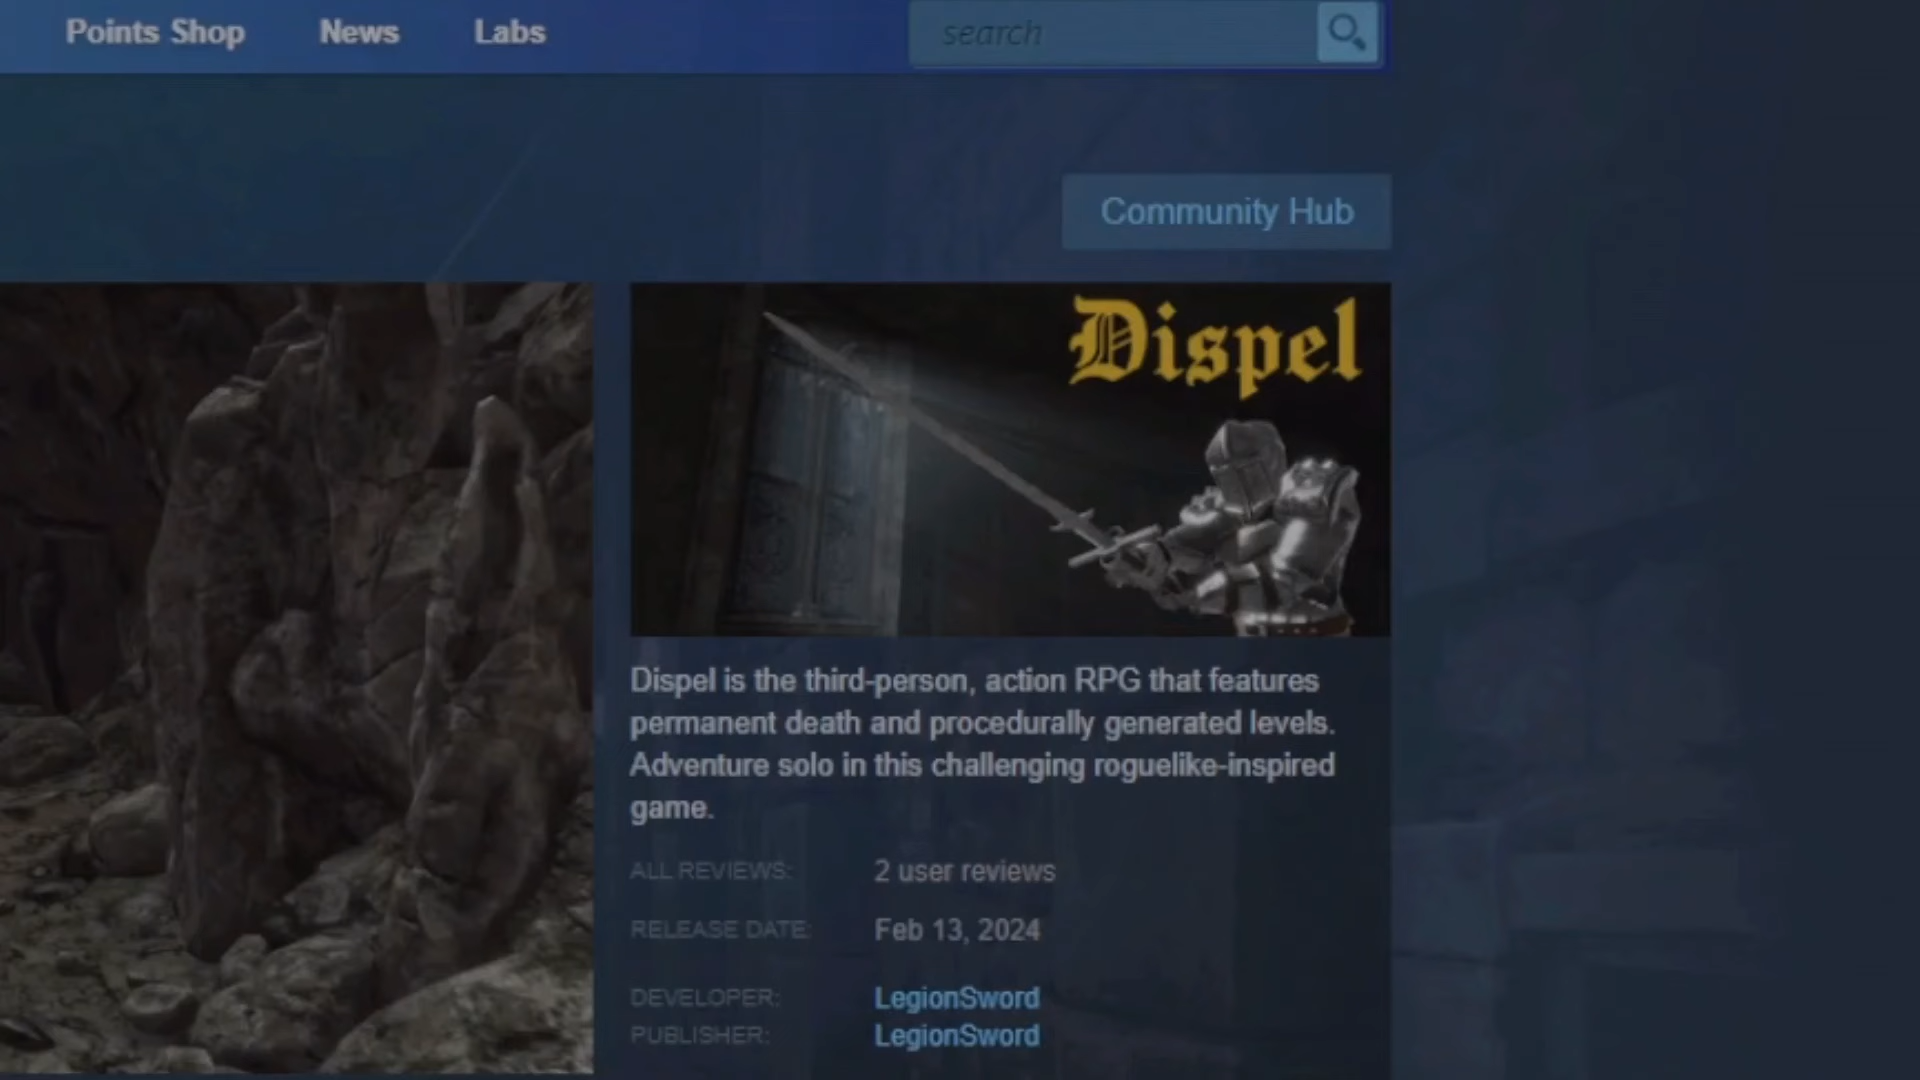 Points Shop News Labs search
Community Hub
Dispel
Dispel is the third-person, action RPG that features
permanent death and procedurally generated levels.
Adventure solo in this challenging roguelike-inspired
game.
ALL REVIEWS: 2 user reviews
RELEASE DATE: Feb 13, 2024
DEVELOPER: LegionSword
PUBLISHER: LegionSword